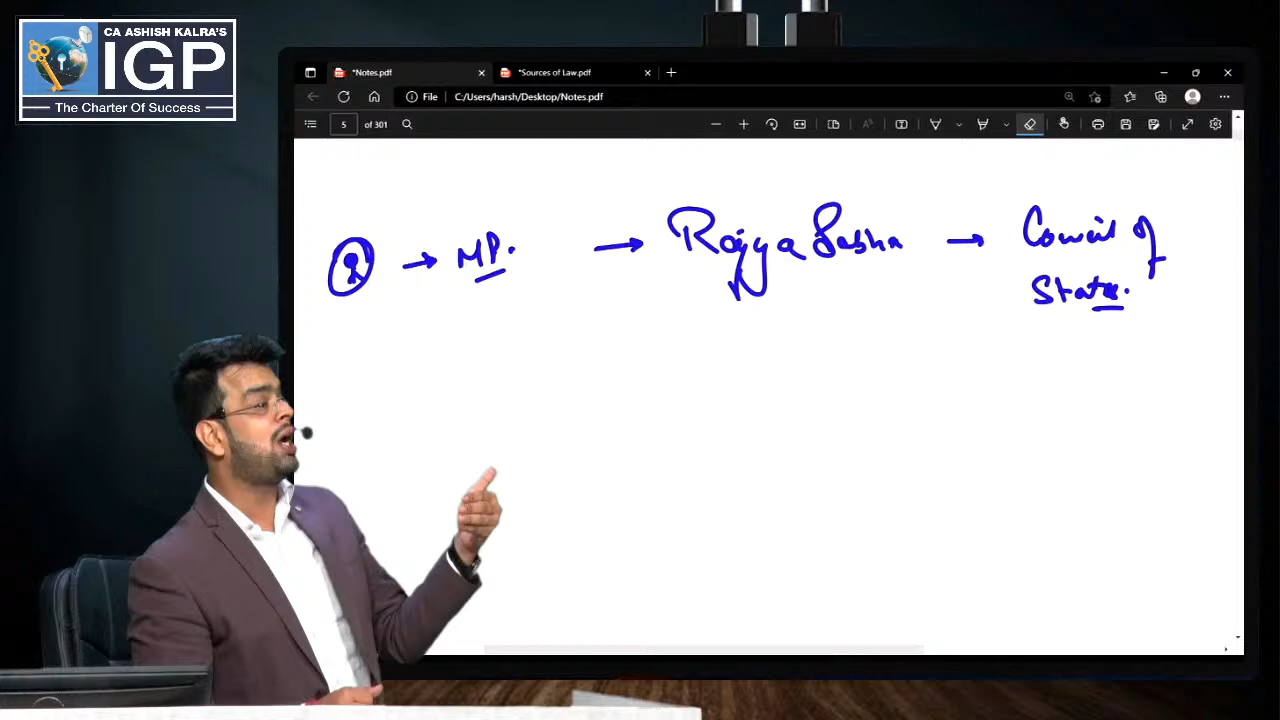 CA ASHISH KALRA'S
IGP
The Charter Of Success
*Notes.pdf
*Sources of Law.pdf
File C:/Users/harsh/Desktop/Notes.pdf
5 of 301
→ MP. → Rajya Sabha → Council of
States.